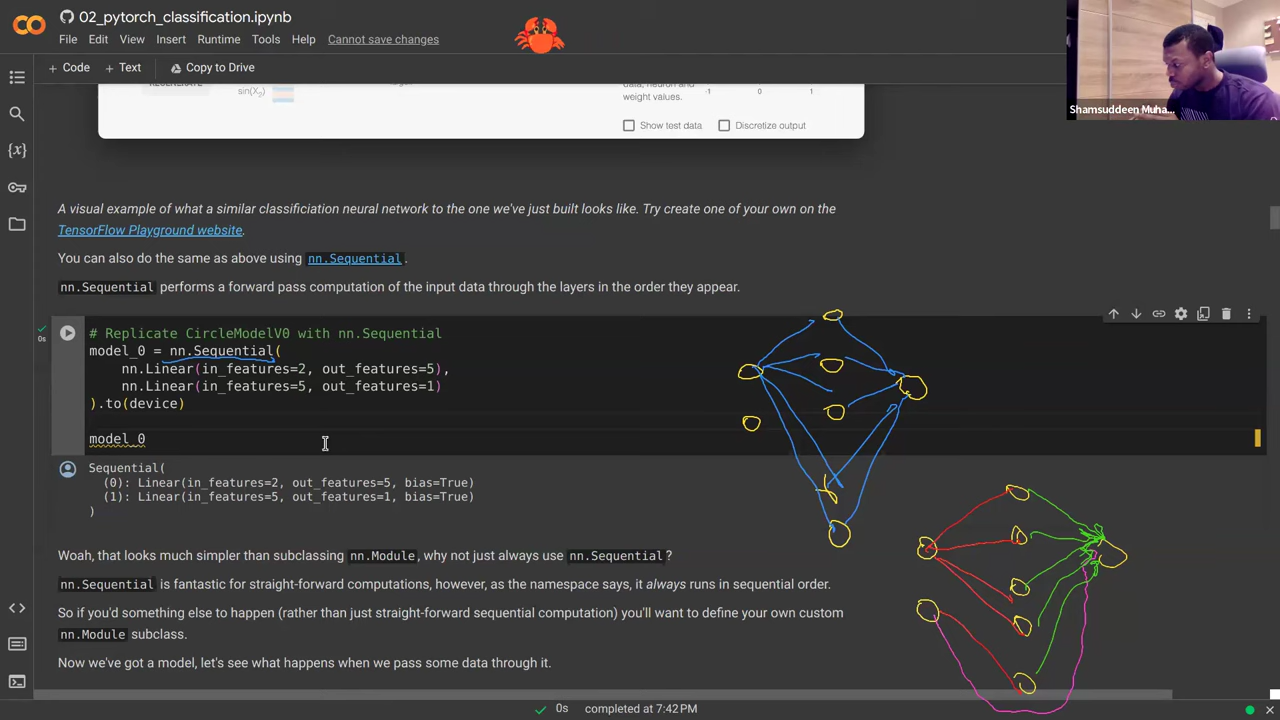 02_pytorch_classification.ipynb
File Edit View Insert Runtime Tools Help Cannot save changes
+ Code + Text Copy to Drive
Shamsuddeen Muha...
sin(X₂)
data, neuron and
weight values.
-1 0 1
Show test data Discretize output
A visual example of what a similar classificiation neural network to the one we've just built looks like. Try create one of your own on the
TensorFlow Playground website.
You can also do the same as above using nn.Sequential.
nn.Sequential performs a forward pass computation of the input data through the layers in the order they appear.
0s
# Replicate CircleModelV0 with nn.Sequential
model_0 = nn.Sequential(
nn.Linear(in_features=2, out_features=5),
nn.Linear(in_features=5, out_features=1)
).to(device)
model_0
Sequential(
(0): Linear(in_features=2, out_features=5, bias=True)
(1): Linear(in_features=5, out_features=1, bias=True)
)
Woah, that looks much simpler than subclassing nn.Module, why not just always use nn.Sequential?
nn.Sequential is fantastic for straight-forward computatons, however, as the namespace says, it always runs in sequential order.
So if you'd something else to happen (rather than just straight-forward sequential computation) you'll want to define your own custom
nn.Module subclass.
Now we've got a model, let's see what happens when we pass some data through it.
0s completed at 7:42 PM